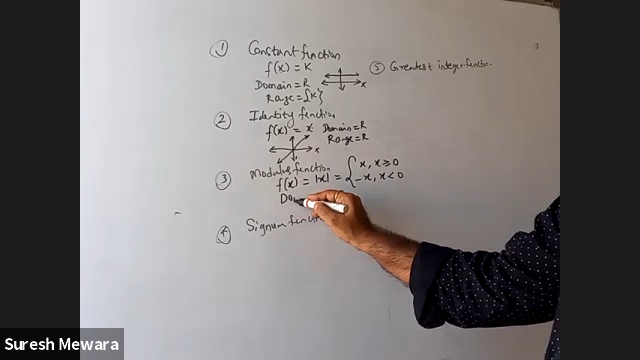 ① Constant function
f(x) = K
Domain = R
Range = {K}
x
② Identity function
f(x) = x Domain = R
Range = R
x
③ Modulus function
f(x) = |x| = { x, x ≥ 0
-x, x < 0
Do
④ Signum function
⑤ Greatest integer function
Suresh Mewara